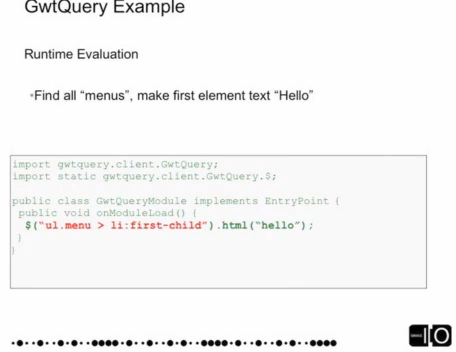 GwtQuery Example
Runtime Evaluation
•Find all “menus”, make first element text “Hello”
import gwtquery.client.GwtQuery;
import static gwtquery.client.GwtQuery.$;
public class GwtQueryModule implements EntryPoint {
public void onModuleLoad() {
$("ul.menu > li:first-child").html("hello");
}
}
IO